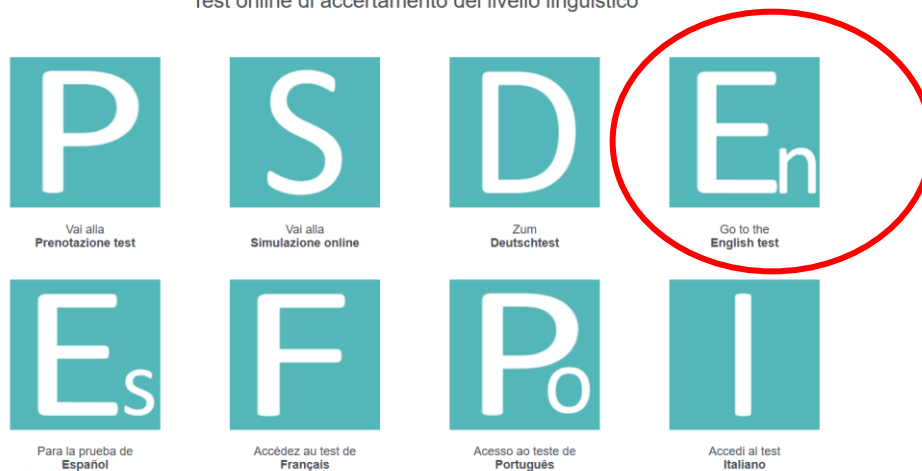 Test online di accertamento del livello linguistico
P
S
D
En
Vai alla
Prenotazione test
Vai alla
Simulazione online
Zum
Deutschtest
Go to the
English test
Es
F
Po
I
Para la prueba de
Español
Accédez au test de
Français
Acesso ao teste de
Português
Accedi al test
Italiano